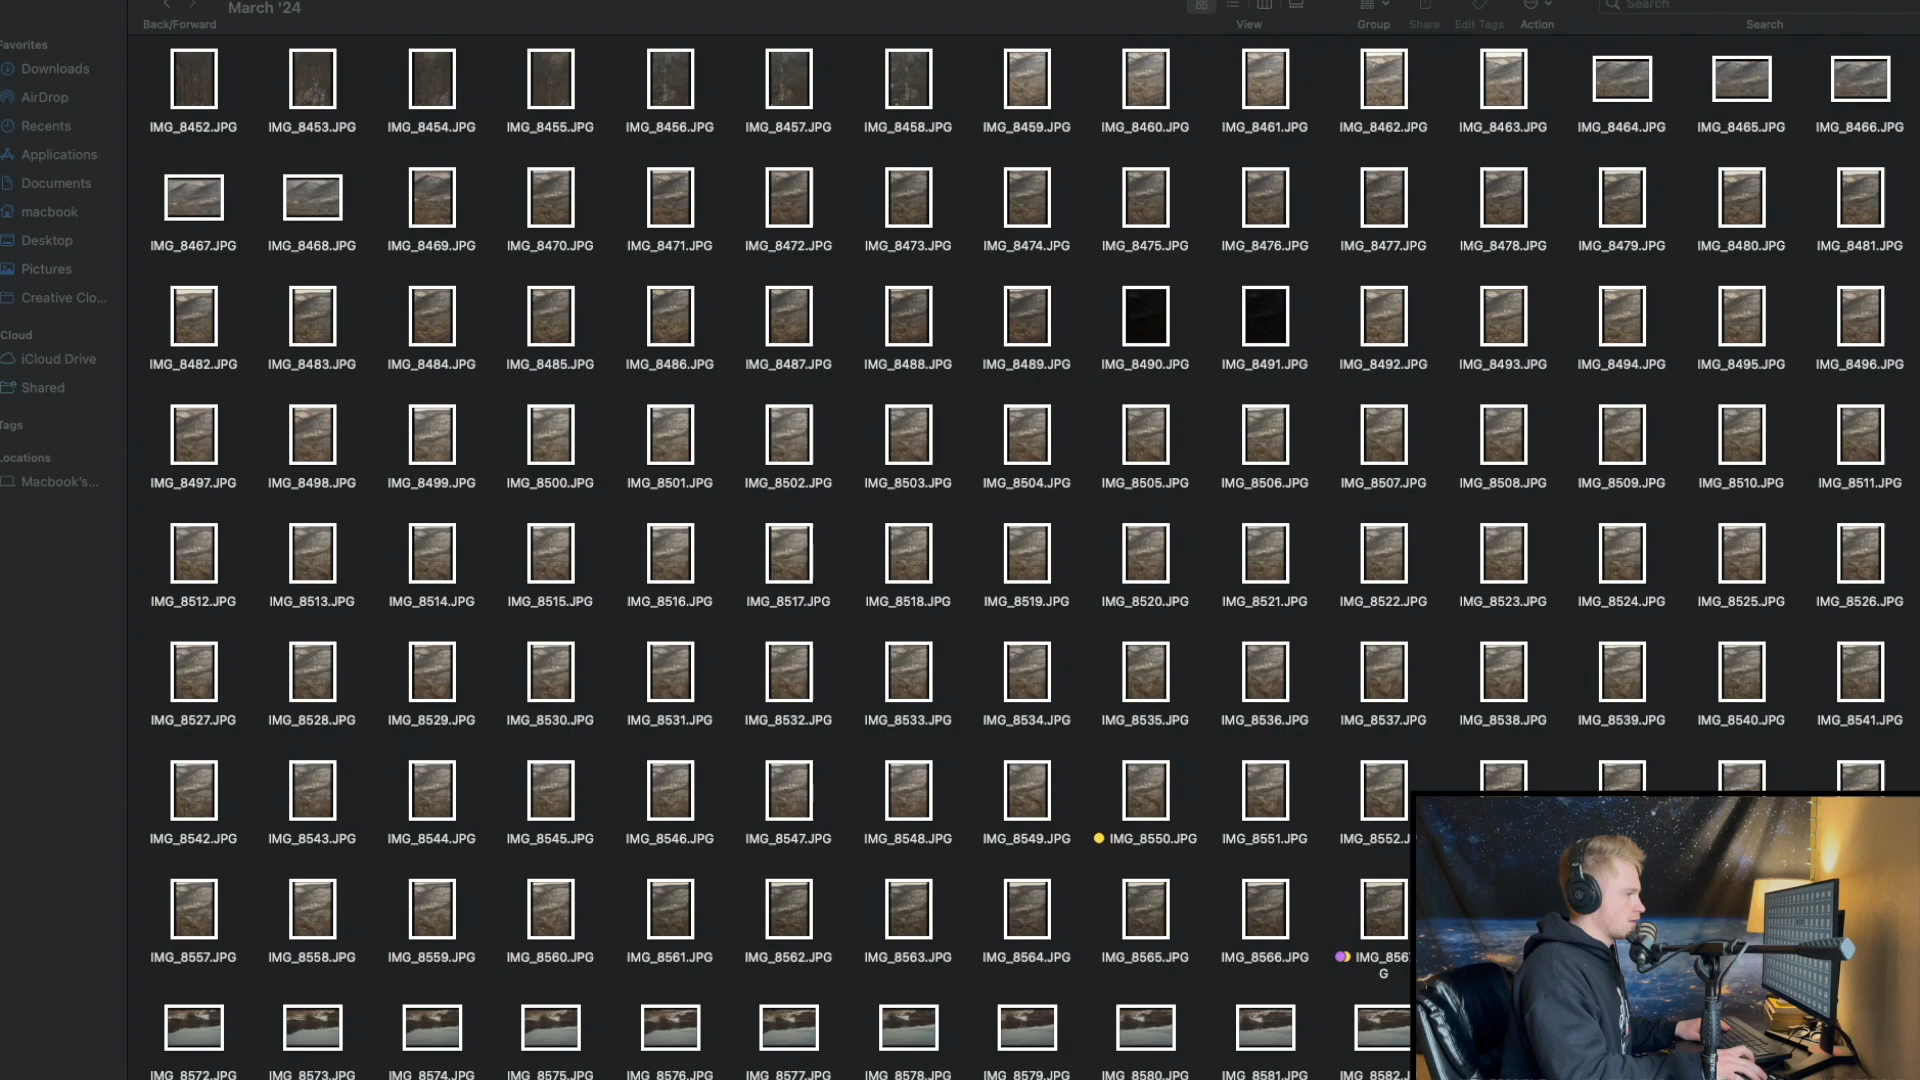 March '24
Back/Forward
View
Group
Share
Edit Tags
Action
Search
Search
Favorites
Downloads
AirDrop
Recents
Applications
Documents
macbook
Desktop
Pictures
Creative Clo...
Cloud
iCloud Drive
Shared
Tags
Locations
Macbook's...
IMG_8452.JPG IMG_8453.JPG IMG_8454.JPG IMG_8455.JPG IMG_8456.JPG IMG_8457.JPG IMG_8458.JPG IMG_8459.JPG IMG_8460.JPG IMG_8461.JPG IMG_8462.JPG IMG_8463.JPG IMG_8464.JPG IMG_8465.JPG IMG_8466.JPG
IMG_8467.JPG IMG_8468.JPG IMG_8469.JPG IMG_8470.JPG IMG_8471.JPG IMG_8472.JPG IMG_8473.JPG IMG_8474.JPG IMG_8475.JPG IMG_8476.JPG IMG_8477.JPG IMG_8478.JPG IMG_8479.JPG IMG_8480.JPG IMG_8481.JPG
IMG_8482.JPG IMG_8483.JPG IMG_8484.JPG IMG_8485.JPG IMG_8486.JPG IMG_8487.JPG IMG_8488.JPG IMG_8489.JPG IMG_8490.JPG IMG_8491.JPG IMG_8492.JPG IMG_8493.JPG IMG_8494.JPG IMG_8495.JPG IMG_8496.JPG
IMG_8497.JPG IMG_8498.JPG IMG_8499.JPG IMG_8500.JPG IMG_8501.JPG IMG_8502.JPG IMG_8503.JPG IMG_8504.JPG IMG_8505.JPG IMG_8506.JPG IMG_8507.JPG IMG_8508.JPG IMG_8509.JPG IMG_8510.JPG IMG_8511.JPG
IMG_8512.JPG IMG_8513.JPG IMG_8514.JPG IMG_8515.JPG IMG_8516.JPG IMG_8517.JPG IMG_8518.JPG IMG_8519.JPG IMG_8520.JPG IMG_8521.JPG IMG_8522.JPG IMG_8523.JPG IMG_8524.JPG IMG_8525.JPG IMG_8526.JPG
IMG_8527.JPG IMG_8528.JPG IMG_8529.JPG IMG_8530.JPG IMG_8531.JPG IMG_8532.JPG IMG_8533.JPG IMG_8534.JPG IMG_8535.JPG IMG_8536.JPG IMG_8537.JPG IMG_8538.JPG IMG_8539.JPG IMG_8540.JPG IMG_8541.JPG
IMG_8542.JPG IMG_8543.JPG IMG_8544.JPG IMG_8545.JPG IMG_8546.JPG IMG_8547.JPG IMG_8548.JPG IMG_8549.JPG IMG_8550.JPG IMG_8551.JPG IMG_8552.J
IMG_8557.JPG IMG_8558.JPG IMG_8559.JPG IMG_8560.JPG IMG_8561.JPG IMG_8562.JPG IMG_8563.JPG IMG_8564.JPG IMG_8565.JPG IMG_8566.JPG IMG_856
G
IMG_8572.JPG IMG_8573.JPG IMG_8574.JPG IMG_8575.JPG IMG_8576.JPG IMG_8577.JPG IMG_8578.JPG IMG_8579.JPG IMG_8580.JPG IMG_8581.JPG IMG_8582.J